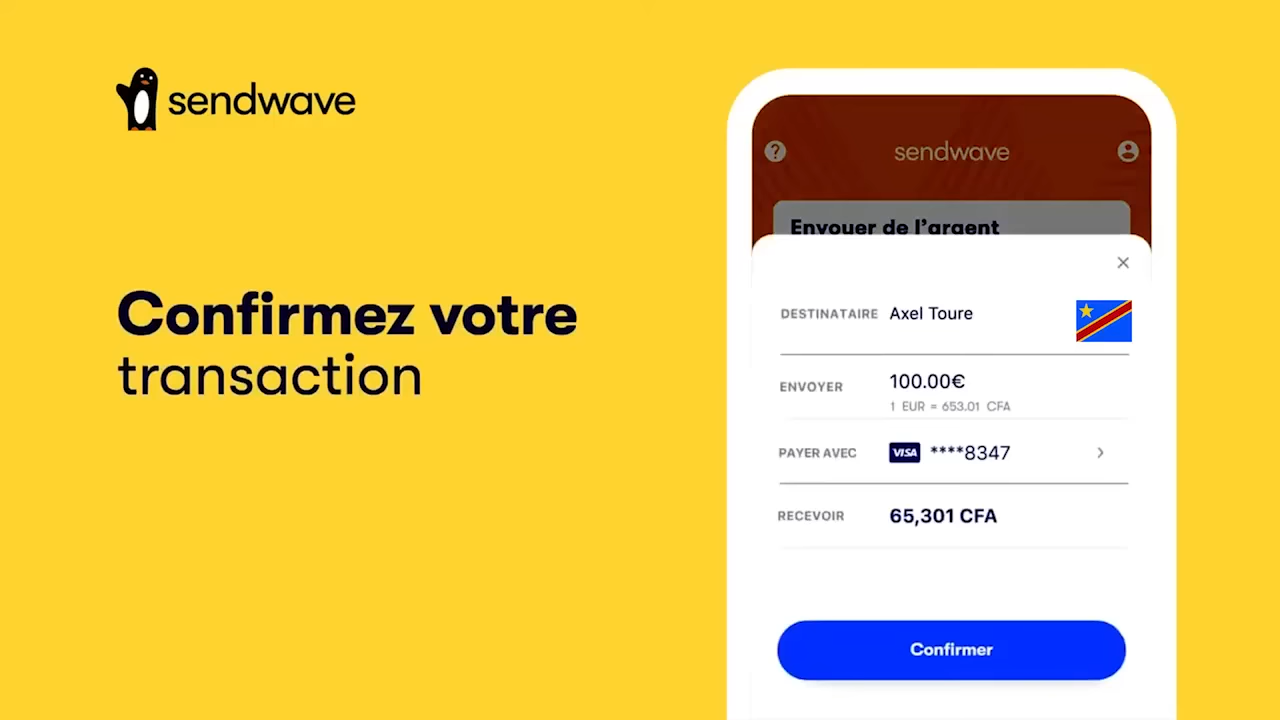 sendwave
Confirmez votre
transaction
?
sendwave
Envoyer de l'argent
DESTINATAIRE Axel Toure
ENVOYER 100.00€
1 EUR = 653.01 CFA
PAYER AVEC VISA ****8347
RECEVOIR 65,301 CFA
Confirmer